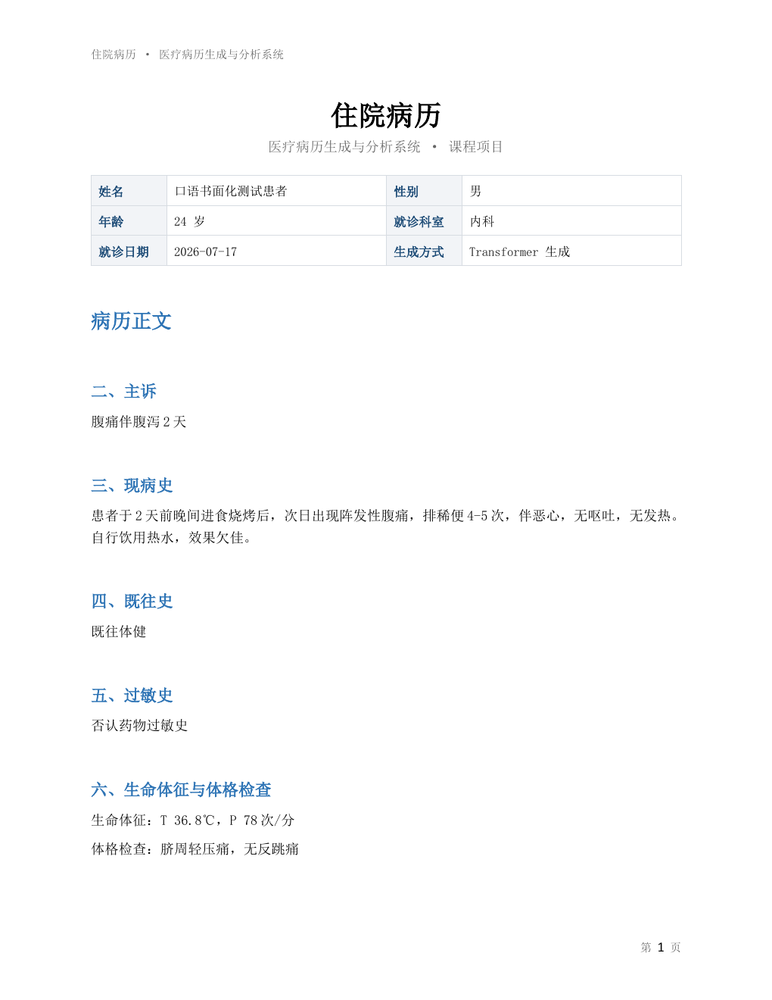 住院病历 • 医疗病历生成与分析系统
住院病历
医疗病历生成与分析系统 • 课程项目
姓名 口语书面化测试患者 性别 男
年龄 24 岁 就诊科室 内科
就诊日期 2026-07-17 生成方式 Transformer 生成
病历正文
二、主诉
腹痛伴腹泻 2 天
三、现病史
患者于 2 天前晚间进食烧烤后，次日出现阵发性腹痛，排稀便 4-5 次，伴恶心，无呕吐，无发热。
自行饮用热水，效果欠佳。
四、既往史
既往体健
五、过敏史
否认药物过敏史
六、生命体征与体格检查
生命体征：T 36.8℃，P 78 次/分
体格检查：脐周轻压痛，无反跳痛
第 1 页